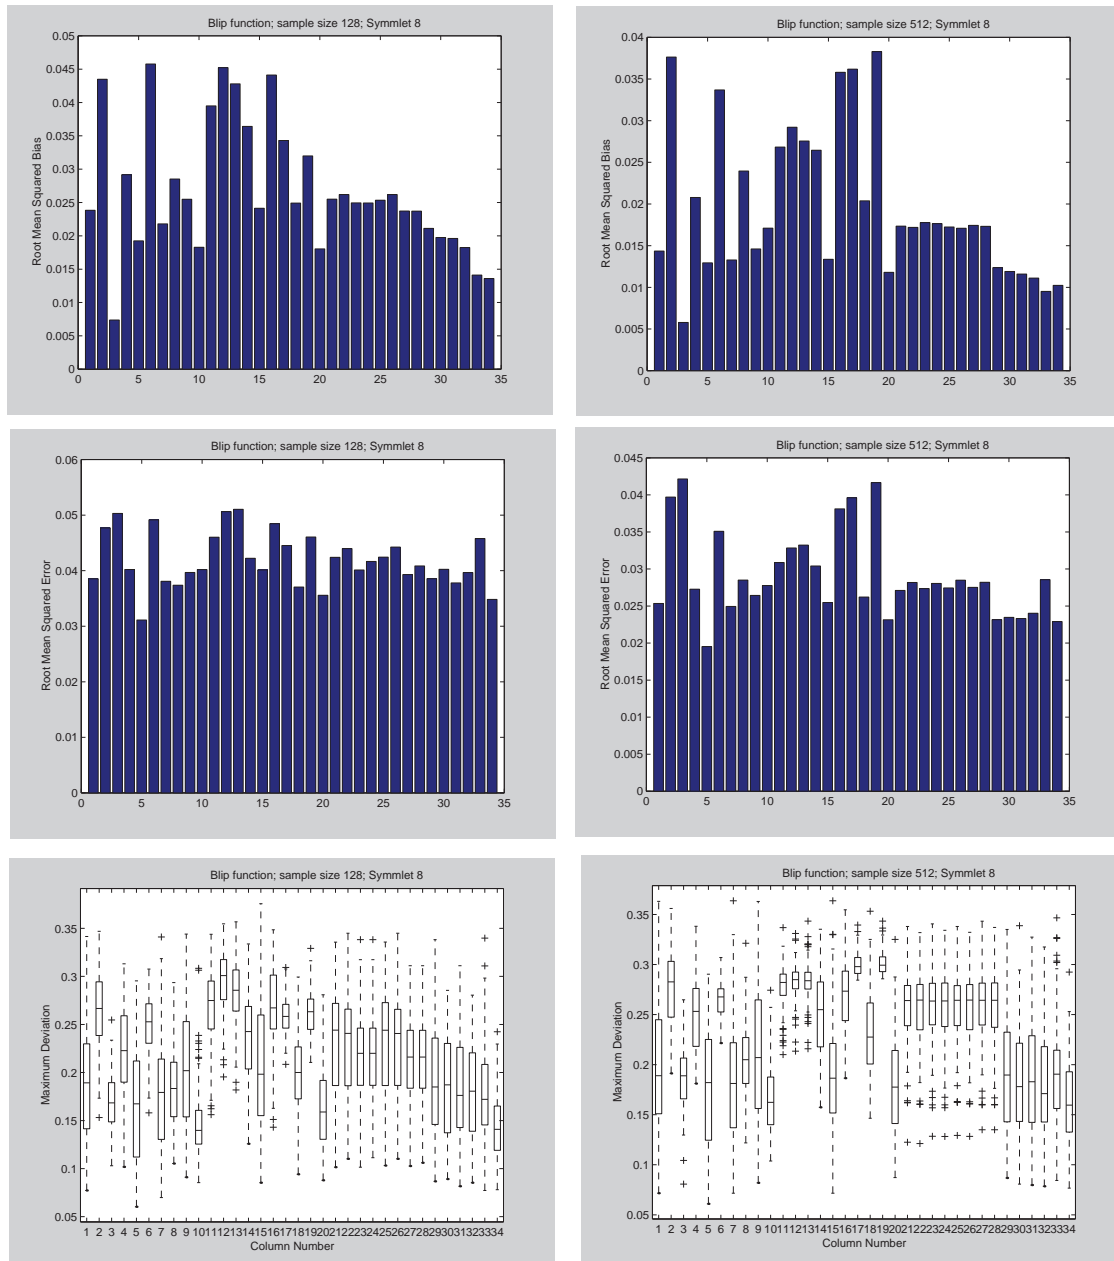 Blip function; sample size 128; Symmlet 8
0.05
0.045
0.04
0.035
0.03
0.025
0.02
0.015
0.01
0.005
0
Root Mean Squared Bias
0 5 10 15 20 25 30 35
Blip function; sample size 512; Symmlet 8
0.04
0.035
0.03
0.025
0.02
0.015
0.01
0.005
0
Root Mean Squared Bias
0 5 10 15 20 25 30 35
Blip function; sample size 128; Symmlet 8
0.06
0.05
0.04
0.03
0.02
0.01
0
Root Mean Squared Error
0 5 10 15 20 25 30 35
Blip function; sample size 512; Symmlet 8
0.045
0.04
0.035
0.03
0.025
0.02
0.015
0.01
0.005
0
Root Mean Squared Error
0 5 10 15 20 25 30 35
Blip function; sample size 128; Symmlet 8
0.35
0.3
0.25
0.2
0.15
0.1
0.05
Maximum Deviation
1 2 3 4 5 6 7 8 9 10 11 12 13 14 15 16 17 18 19 20 21 22 23 24 25 26 27 28 29 30 31 32 33 34
Column Number
Blip function; sample size 512; Symmlet 8
0.35
0.3
0.25
0.2
0.15
0.1
0.05
Maximum Deviation
1 2 3 4 5 6 7 8 9 10 11 12 13 14 15 16 17 18 19 20 21 22 23 24 25 26 27 28 29 30 31 32 33 34
Column Number